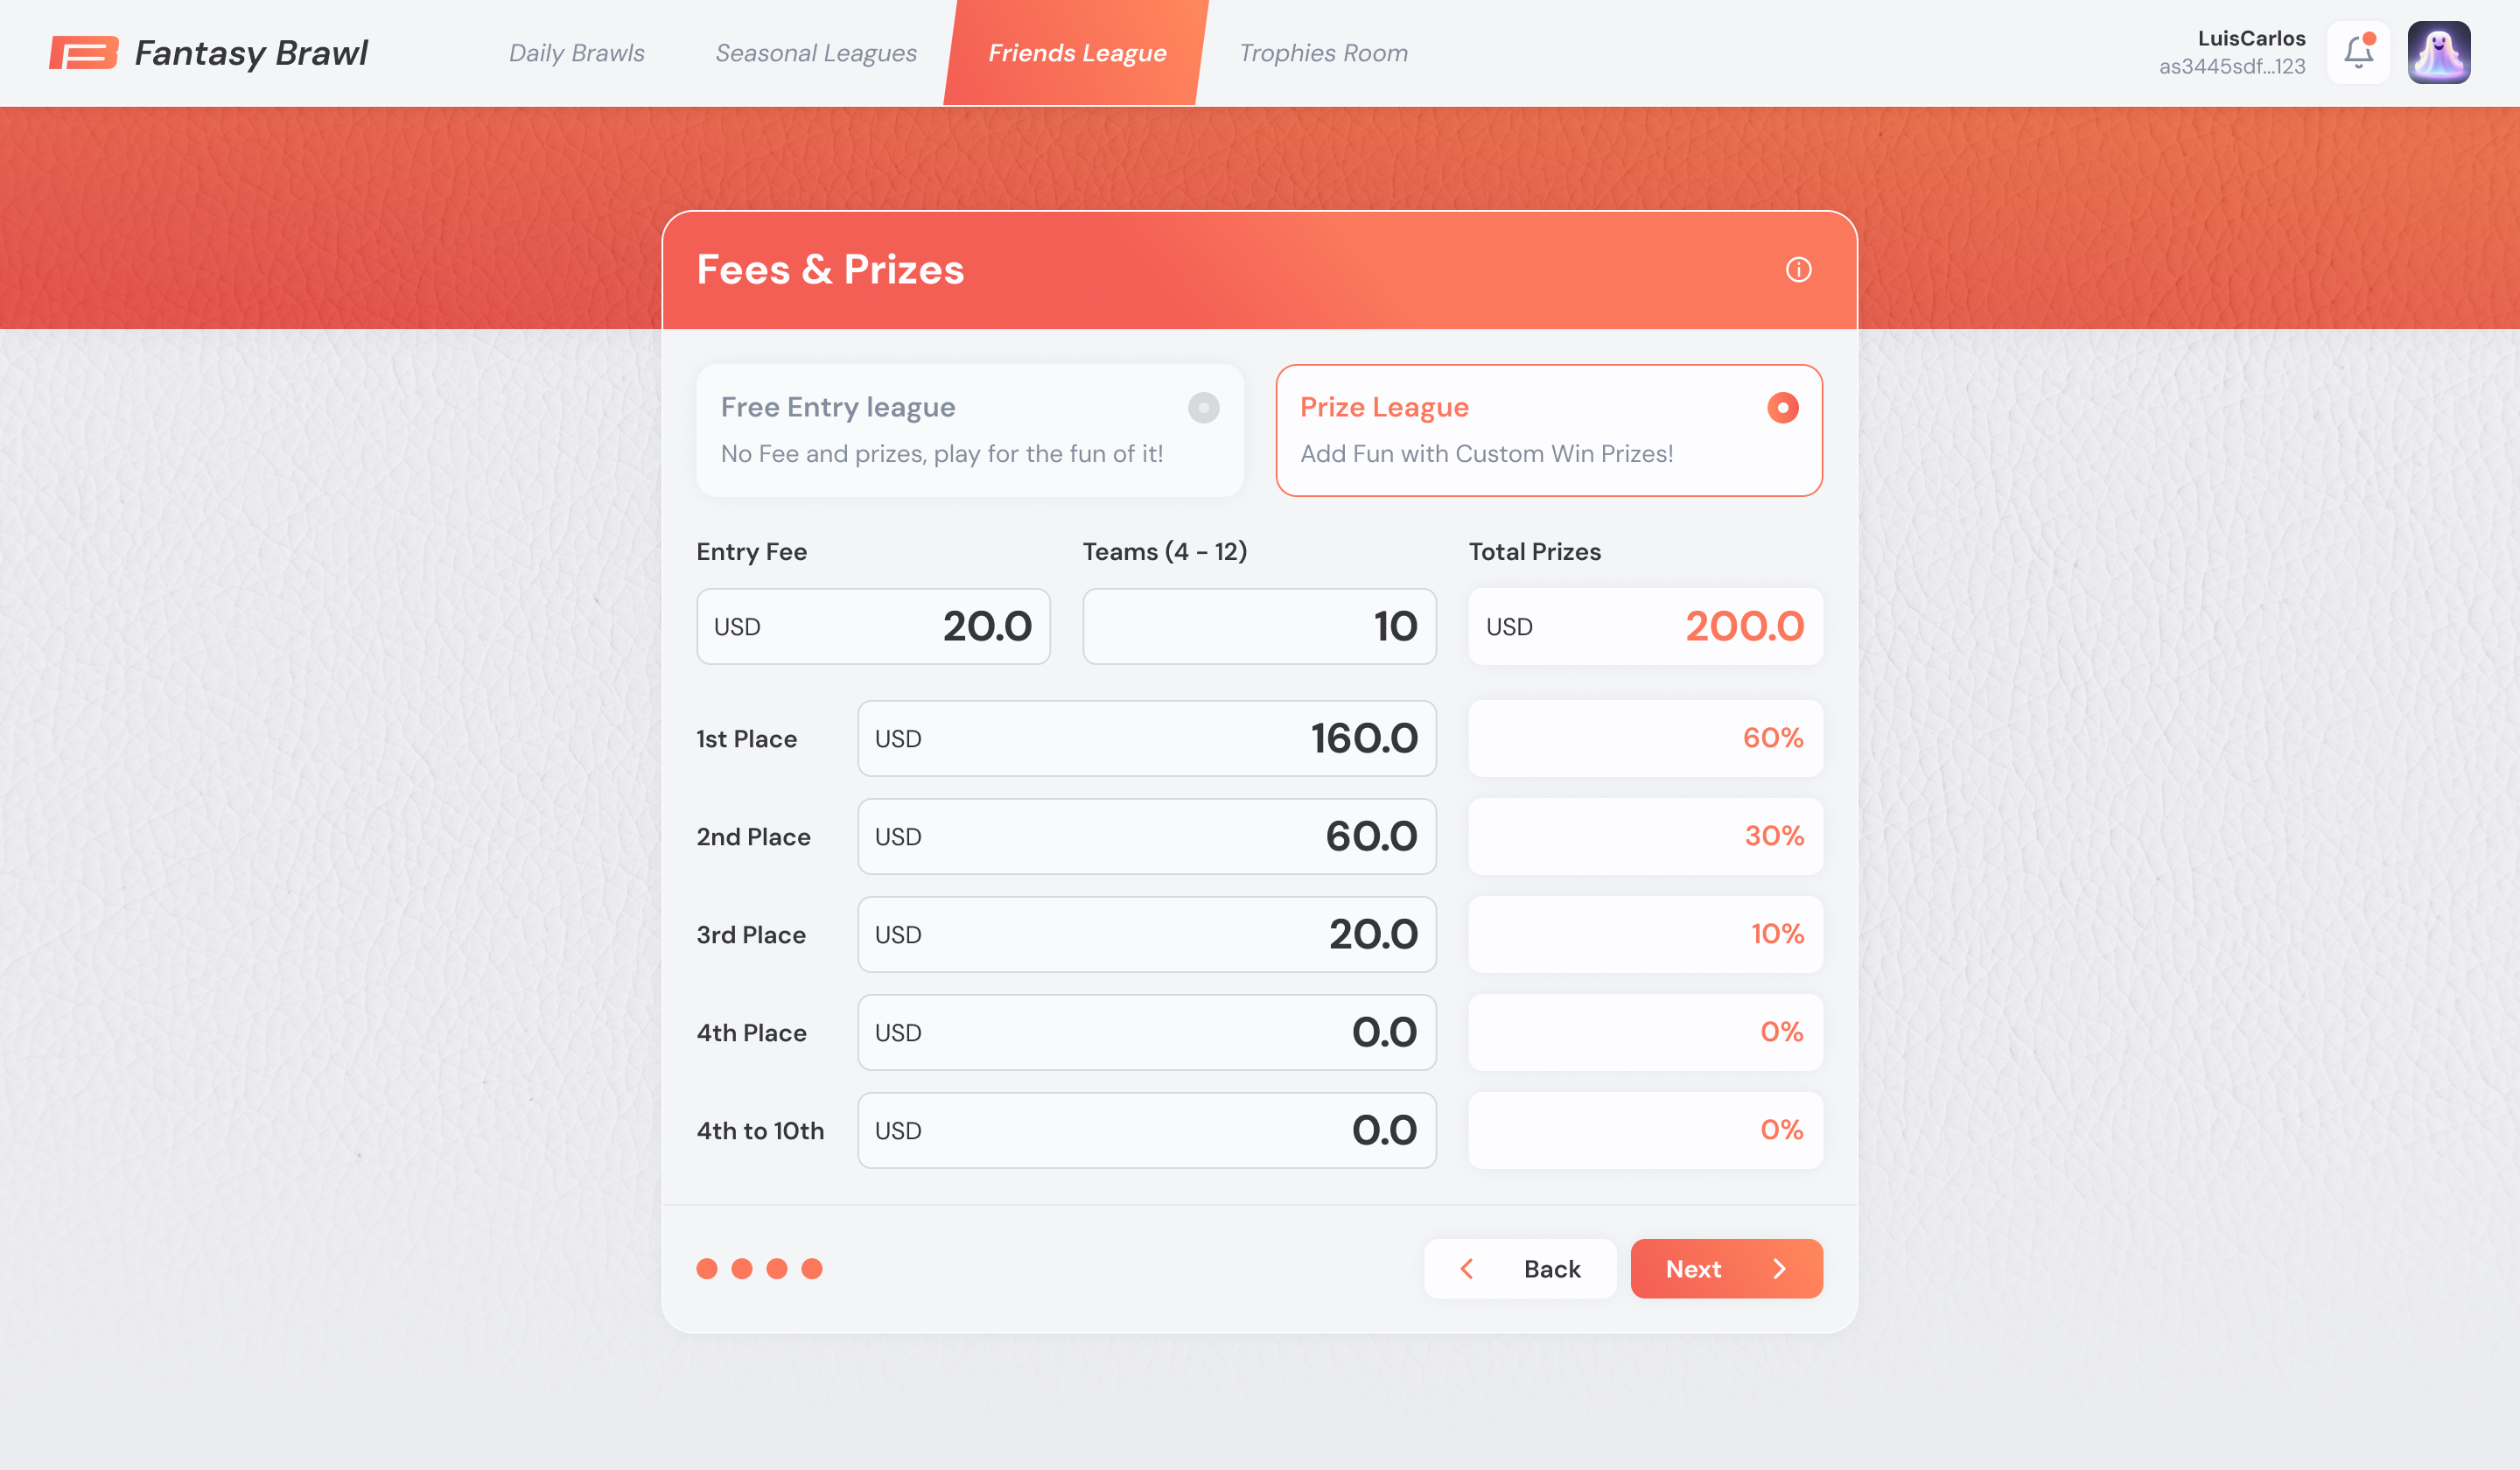 Fantasy Brawl
Daily Brawls
Seasonal Leagues
Friends League
Trophies Room
LuisCarlos
as3445sdf...123
Fees & Prizes
Free Entry league
No Fee and prizes, play for the fun of it!
Prize League
Add Fun with Custom Win Prizes!
Entry Fee
Teams (4 - 12)
Total Prizes
USD 20.0
10
USD 200.0
1st Place USD 160.0 60%
2nd Place USD 60.0 30%
3rd Place USD 20.0 10%
4th Place USD 0.0 0%
4th to 10th USD 0.0 0%
Back
Next